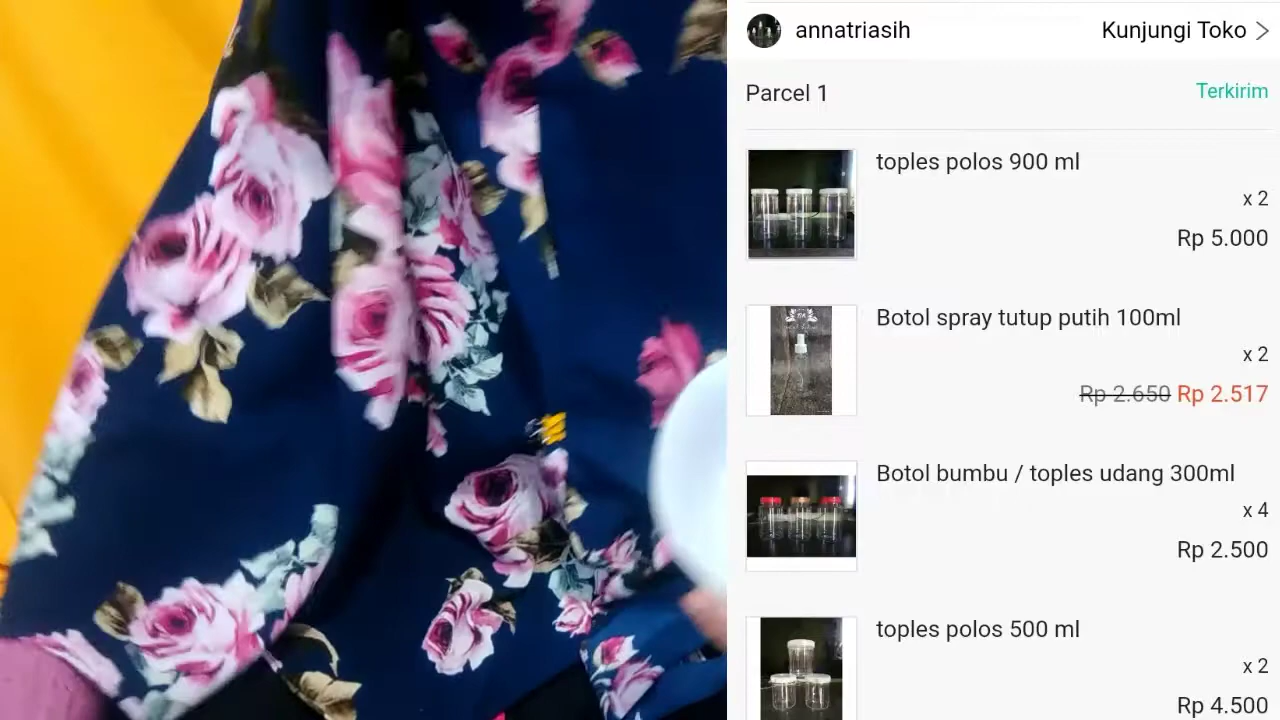 annatriasih
Kunjungi Toko
Parcel 1
Terkirim
toples polos 900 ml
x 2
Rp 5.000
Botol spray tutup putih 100ml
x 2
Rp 2.650 Rp 2.517
Botol bumbu / toples udang 300ml
x 4
Rp 2.500
toples polos 500 ml
x 2
Rp 4.500